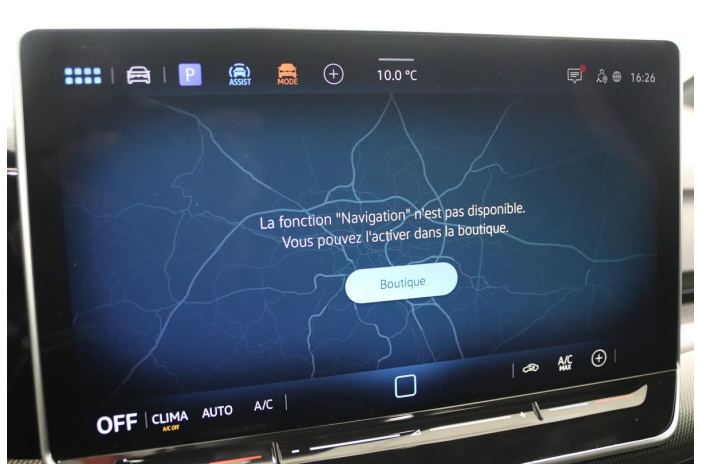 P
ASSIST
MODE
10.0 °C
16:26
La fonction "Navigation" n'est pas disponible.
Vous pouvez l'activer dans la boutique.
Boutique
A/C
MAX
OFF
CLIMA
A/C OFF
AUTO
A/C